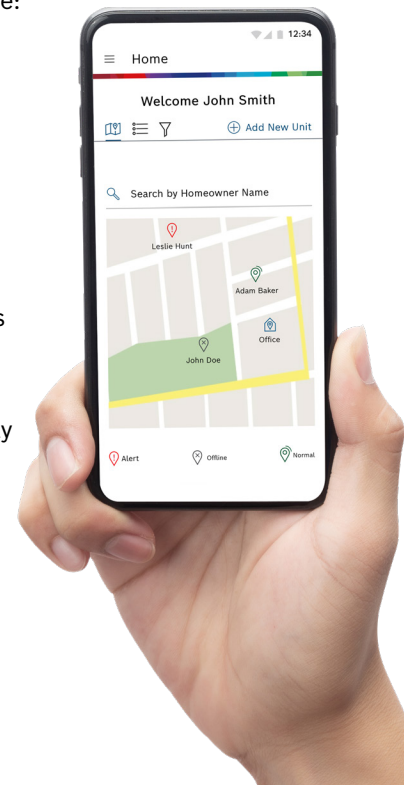 e:
12:34
Home
Welcome John Smith
Add New Unit
Search by Homeowner Name
Leslie Hunt
Adam Baker
Office
John Doe
s
y
Alert
Offline
Normal